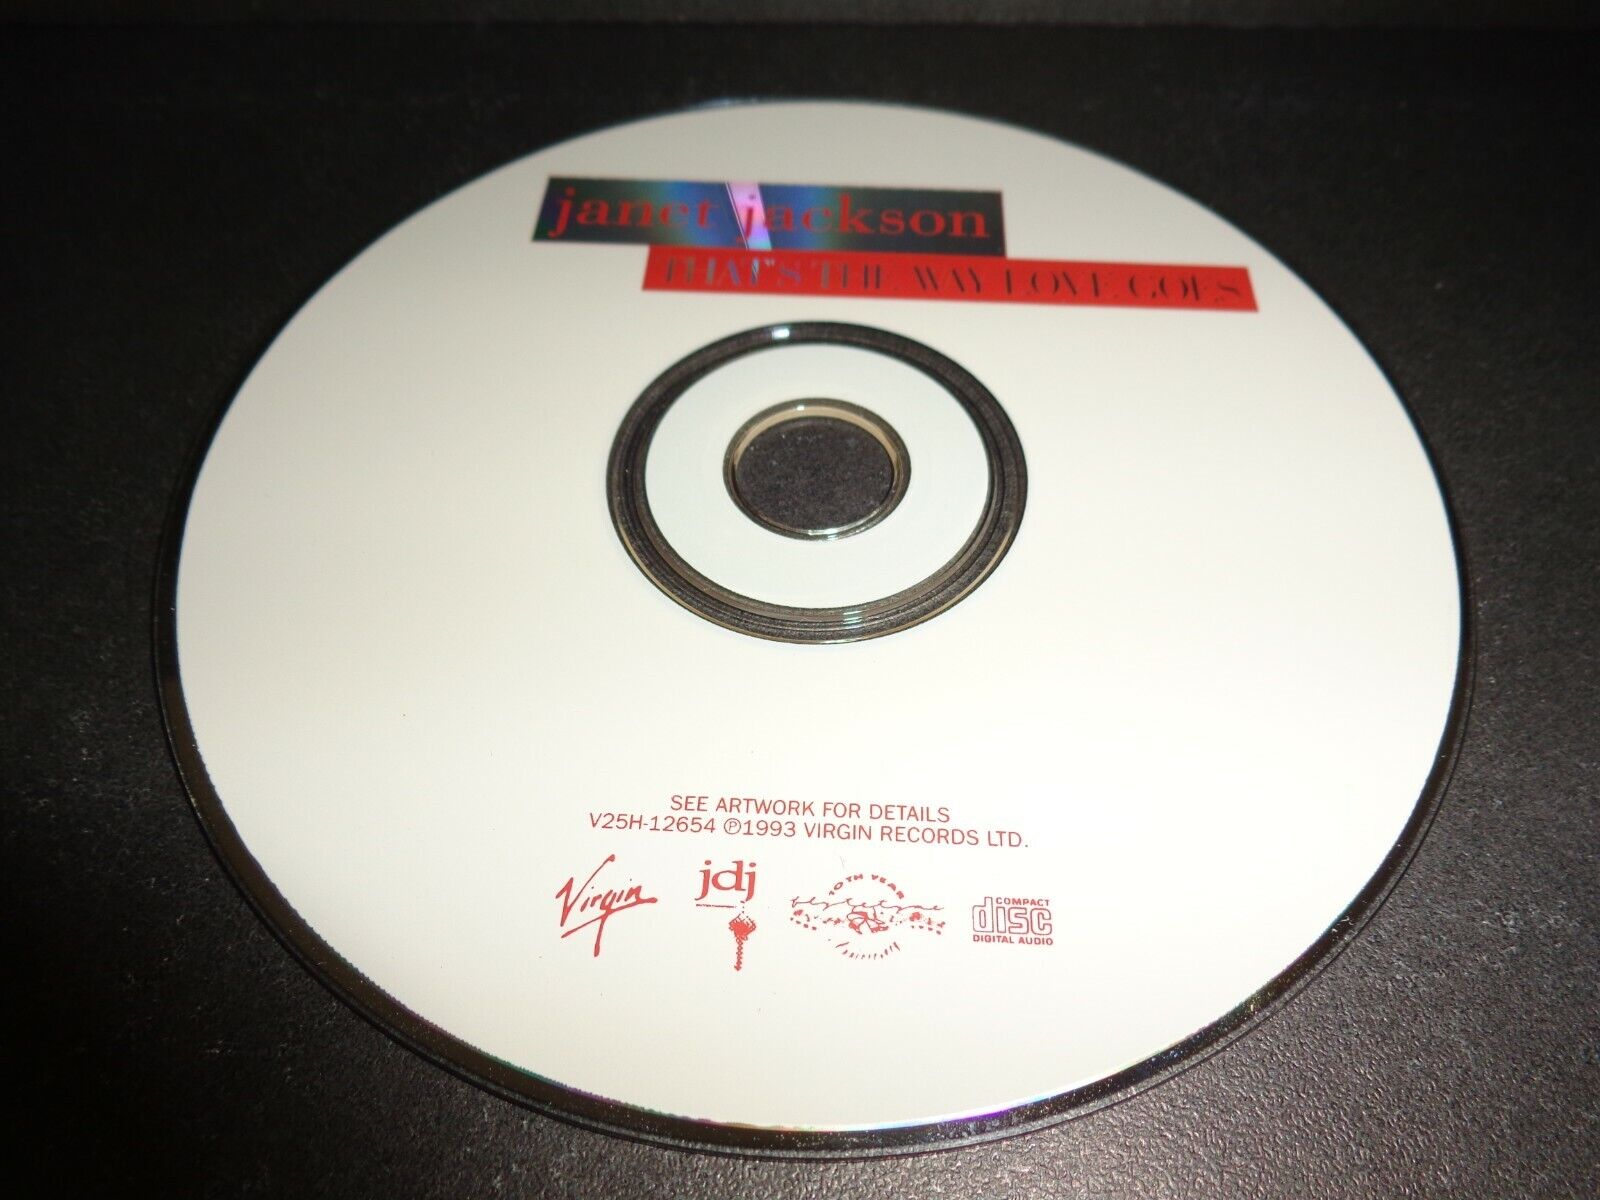 janet jackson
THAT'S THE WAY LOVE GOES
SEE ARTWORK FOR DETAILS
V25H-12654 ℗1993 VIRGIN RECORDS LTD.
Virgin
jdj
10TH YEAR
COMPACT
disc
DIGITAL AUDIO